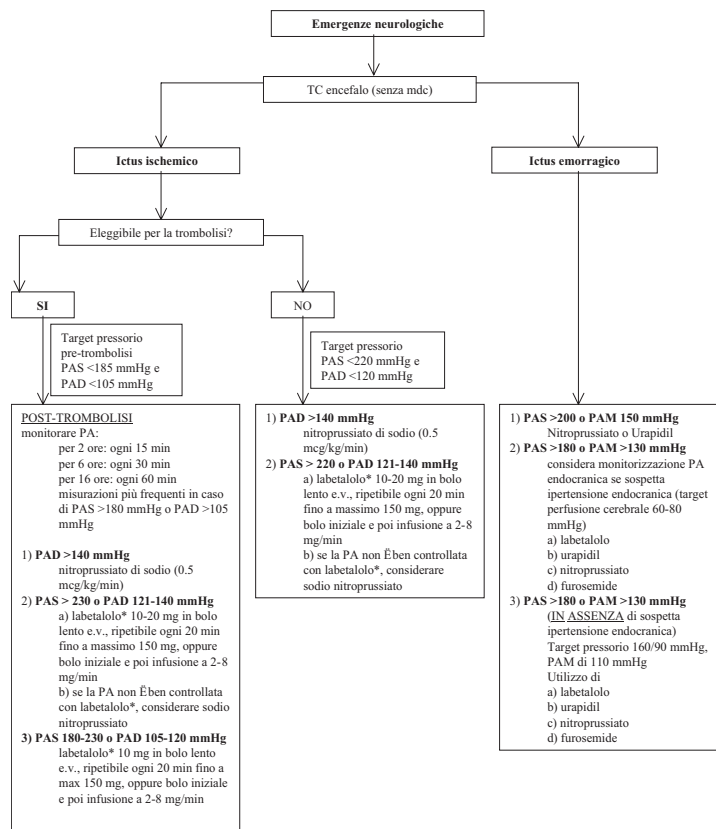 Emergenze neurologiche
TC encefalo (senza mdc)
Ictus ischemico
Ictus emorragico
Eleggibile per la trombolisi?
SI
NO
Target pressorio
pre-trombolisi
PAS <185 mmHg e
PAD <105 mmHg
Target pressorio
PAS <220 mmHg e
PAD <120 mmHg
POST-TROMBOLISI
monitorare PA:
per 2 ore: ogni 15 min
per 6 ore: ogni 30 min
per 16 ore: ogni 60 min
misurazioni più frequenti in caso
di PAS >180 mmHg o PAD >105
mmHg
1) PAD >140 mmHg
nitroprussiato di sodio (0.5
mcg/kg/min)
2) PAS > 230 o PAD 121-140 mmHg
a) labetalolo* 10-20 mg in bolo
lento e.v., ripetibile ogni 20 min
fino a massimo 150 mg, oppure
bolo iniziale e poi infusione a 2-8
mg/min
b) se la PA non Ëben controllata
con labetalolo*, considerare sodio
nitroprussiato
3) PAS 180-230 o PAD 105-120 mmHg
labetalolo* 10 mg in bolo lento
e.v., ripetibile ogni 20 min fino a
max 150 mg, oppure bolo iniziale
e poi infusione a 2-8 mg/min
1) PAD >140 mmHg
nitroprussiato di sodio (0.5
mcg/kg/min)
2) PAS > 220 o PAD 121-140 mmHg
a) labetalolo* 10-20 mg in bolo
lento e.v., ripetibile ogni 20 min
fino a massimo 150 mg, oppure
bolo iniziale e poi infusione a 2-8
mg/min
b) se la PA non Ëben controllata
con labetalolo*, considerare
sodio nitroprussiato
1) PAS >200 o PAM 150 mmHg
Nitroprussiato o Urapidil
2) PAS >180 o PAM >130 mmHg
considera monitorizzazione PA
endocranica se sospetta
ipertensione endocranica (target
perfusione cerebrale 60-80
mmHg)
a) labetalolo
b) urapidil
c) nitroprussiato
d) furosemide
3) PAS >180 o PAM >130 mmHg
(IN ASSENZA di sospetta
ipertensione endocranica)
Target pressorio 160/90 mmHg,
PAM di 110 mmHg
Utilizzo di
a) labetalolo
b) urapidil
c) nitroprussiato
d) furosemide